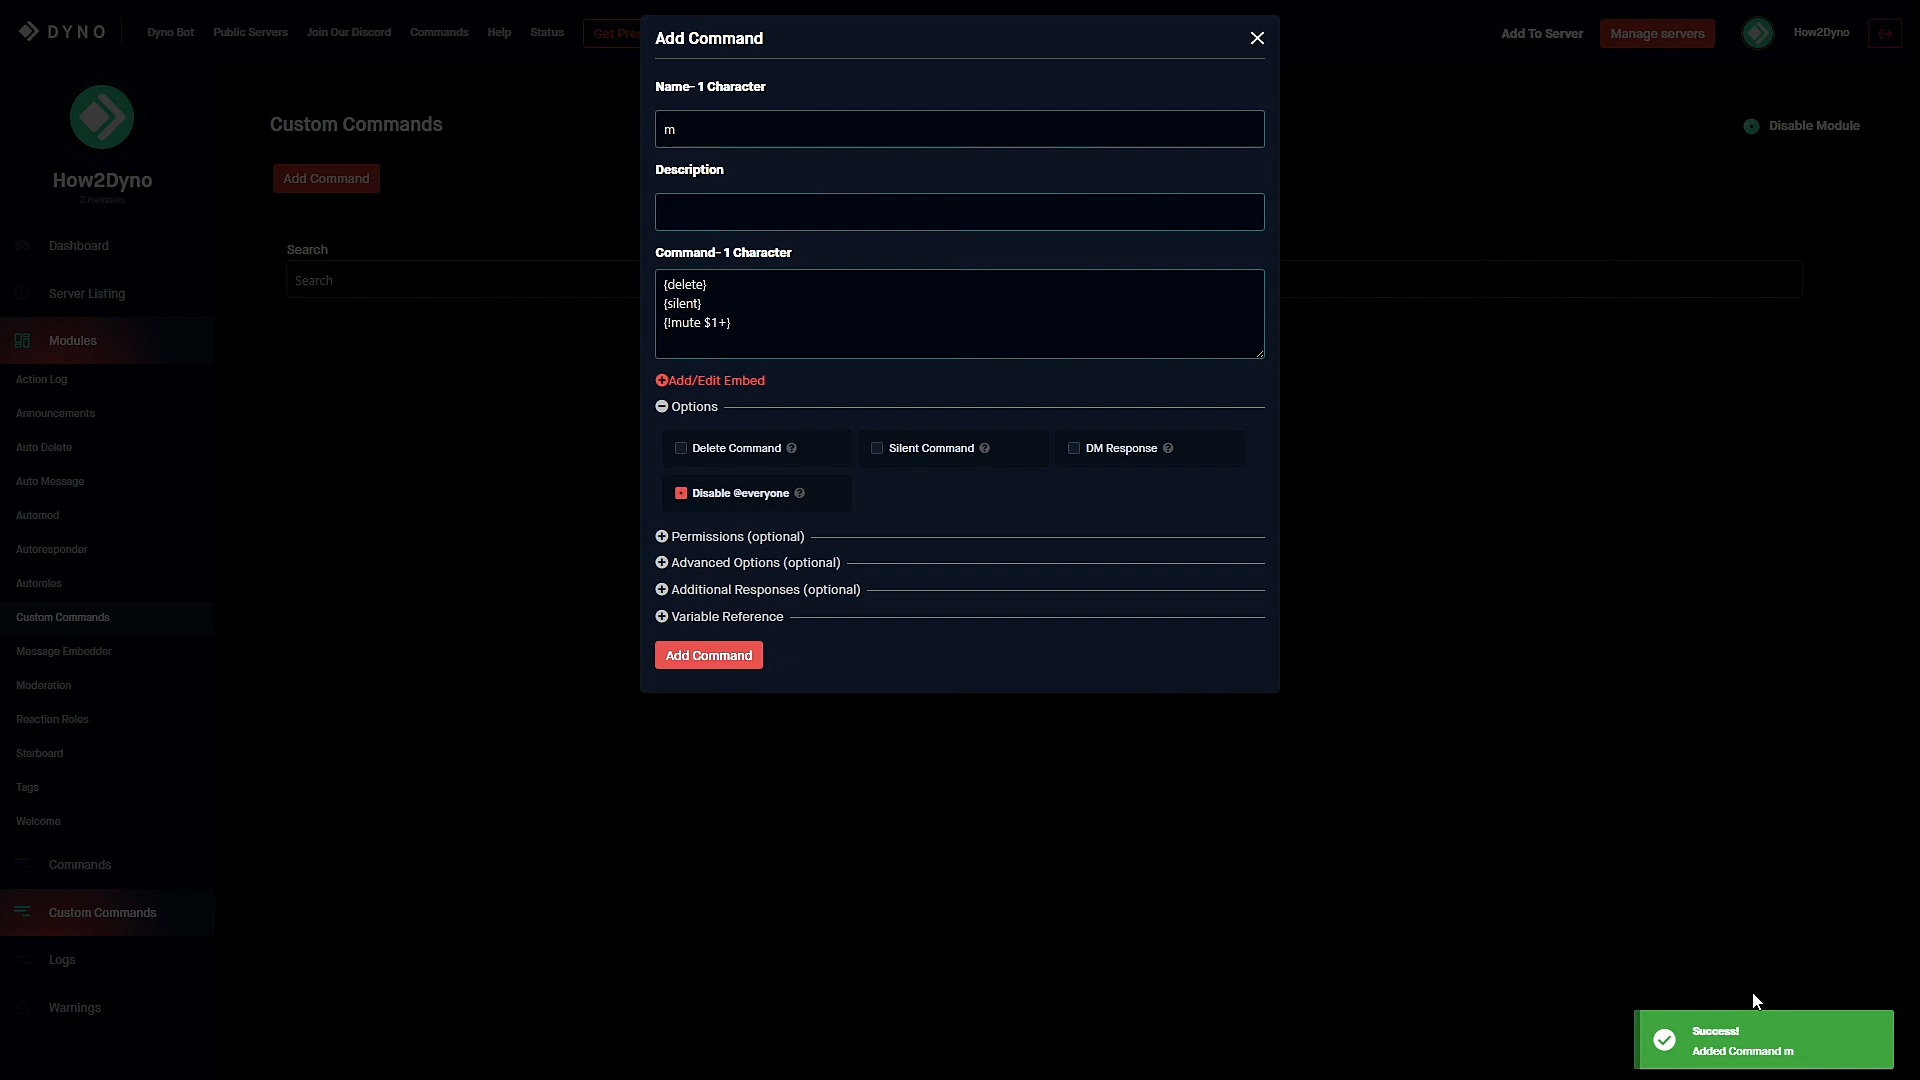 DYNO
Dyno Bot
Public Servers
Join Our Discord
Commands
Help
Status
Get Pre
Add To Server
Manage servers
How2Dyno
How2Dyno
2 members
Dashboard
Server Listing
Modules
Action Log
Announcements
Auto Delete
Auto Message
Automod
Autoresponder
Autoroles
Custom Commands
Message Embedder
Moderation
Reaction Roles
Starboard
Tags
Welcome
Commands
Custom Commands
Logs
Warnings
Custom Commands
Disable Module
Add Command
Search
Search
Add Command
Name- 1 Character
m
Description
Command- 1 Character
{delete}
{silent}
{!mute $1+}
Add/Edit Embed
Options
Delete Command
Silent Command
DM Response
Disable @everyone
Permissions (optional)
Advanced Options (optional)
Additional Responses (optional)
Variable Reference
Add Command
Success!
Added Command m